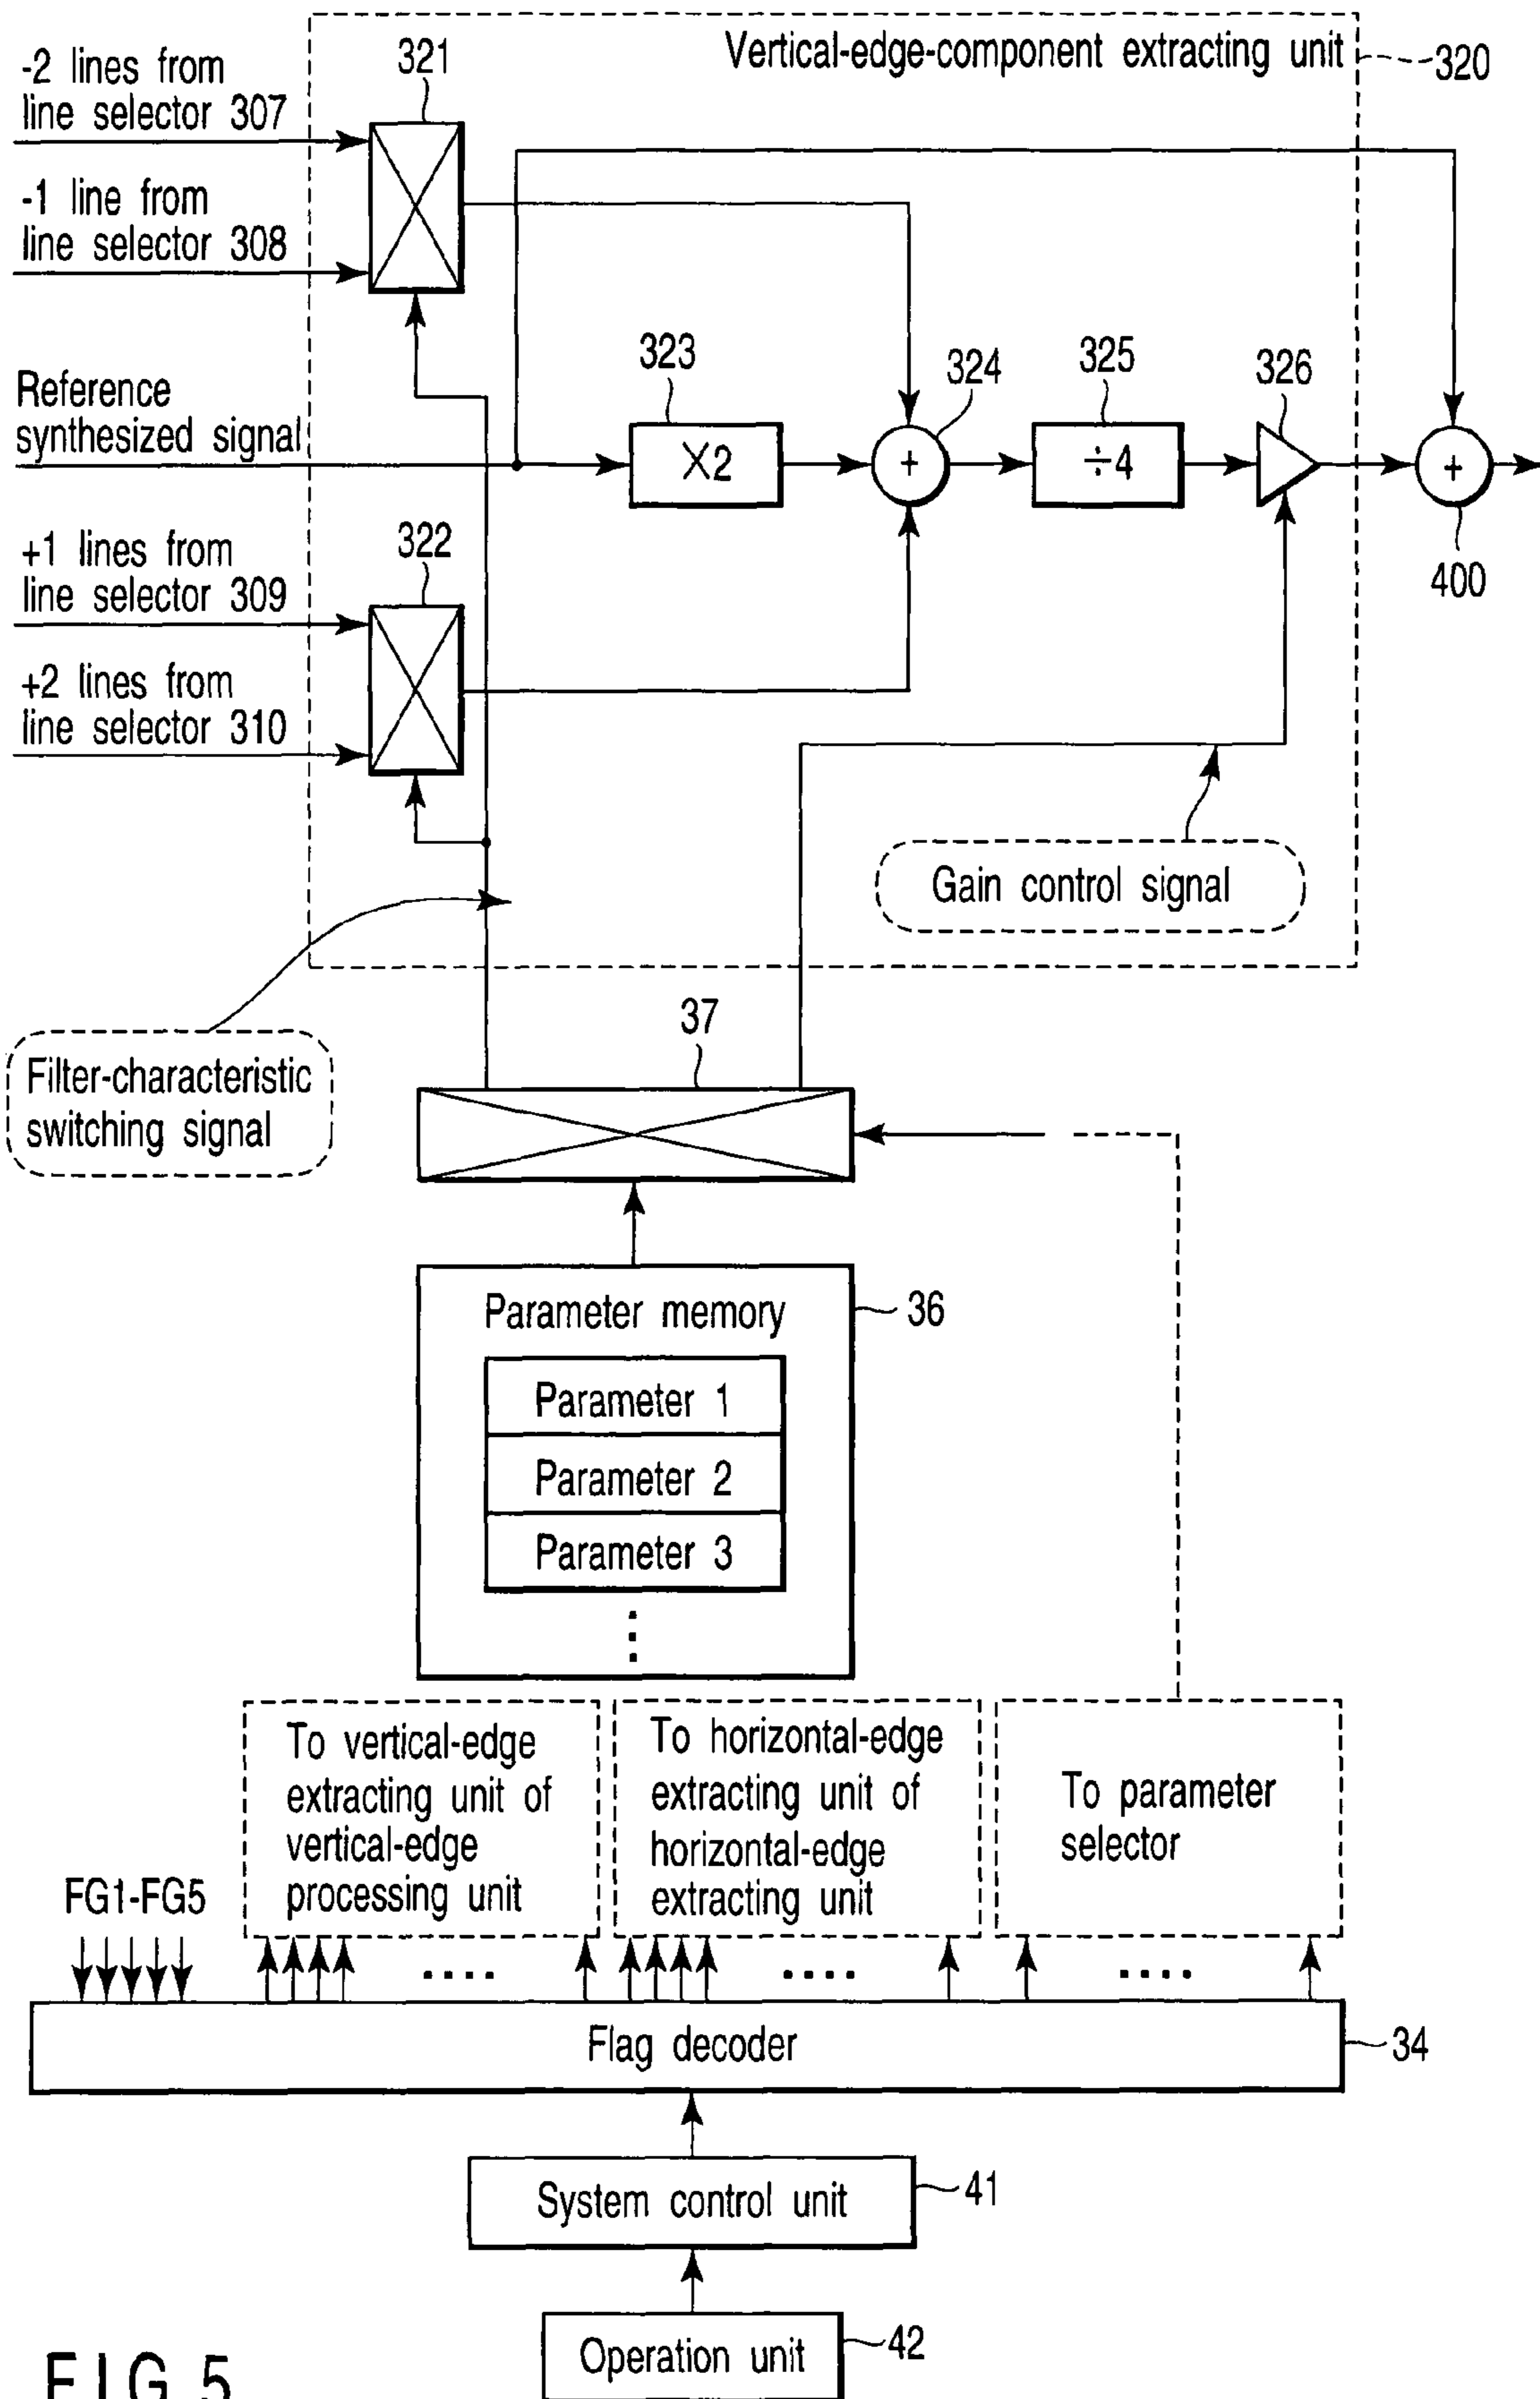 Vertical-edge-component extracting unit
320
-2 lines from
line selector 307
321
-1 line from
line selector 308
Reference
synthesized signal
323
×2
324
+
325
÷4
326
+
400
+1 lines from
line selector 309
322
+2 lines from
line selector 310
Gain control signal
Filter-characteristic
switching signal
37
Parameter memory
36
Parameter 1
Parameter 2
Parameter 3
To vertical-edge
extracting unit of
vertical-edge
processing unit
To horizontal-edge
extracting unit of
horizontal-edge
extracting unit
To parameter
selector
FG1-FG5
Flag decoder
34
System control unit
41
Operation unit
42
FIG. 5